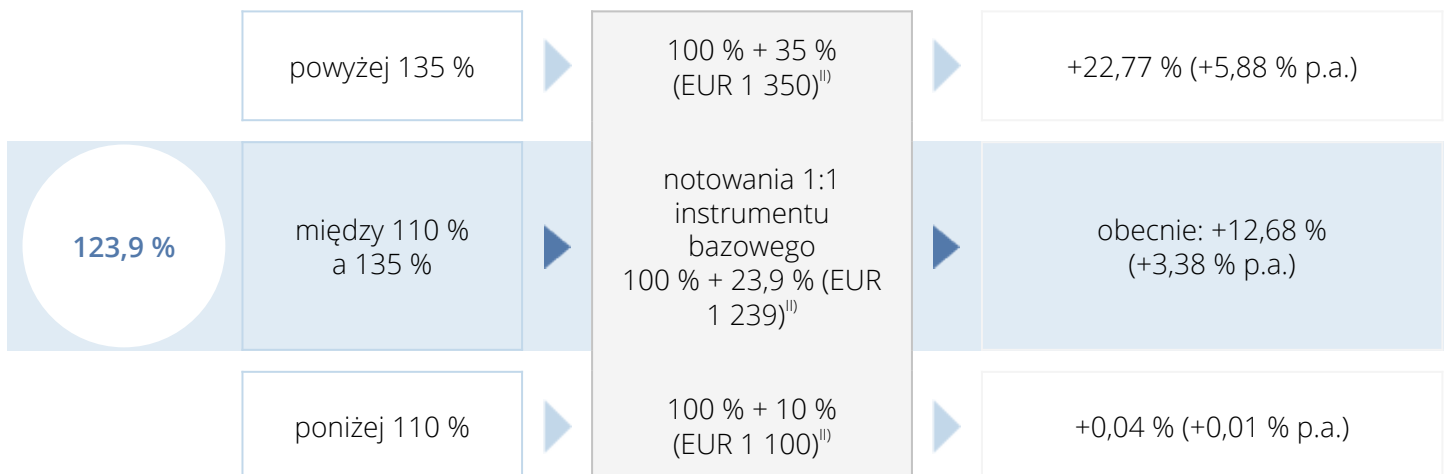 powyżej 135 %
100 % + 35 %
(EUR 1 350)II)
+22,77 % (+5,88 % p.a.)
123,9 %
między 110 %
a 135 %
notowania 1:1
instrumentu
bazowego
100 % + 23,9 % (EUR
1 239)II)
obecnie: +12,68 %
(+3,38 % p.a.)
poniżej 110 %
100 % + 10 %
(EUR 1 100)II)
+0,04 % (+0,01 % p.a.)